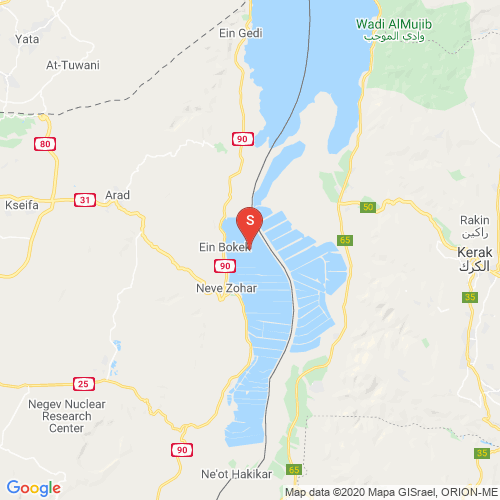 Ein Gedi
Wadi AlMujib
وادي الموجب
Yata
At-Tuwani
90
80
Arad
31
Kseifa
50
Rakin
راكين
S
65
Ein Bokek
Kerak
الكرك
90
Neve Zohar
35
25
Negev Nuclear
Research
Center
90
35
Ne'ot Hakikar
65
35
Google
Map data ©2020 Mapa GISrael, ORION-ME